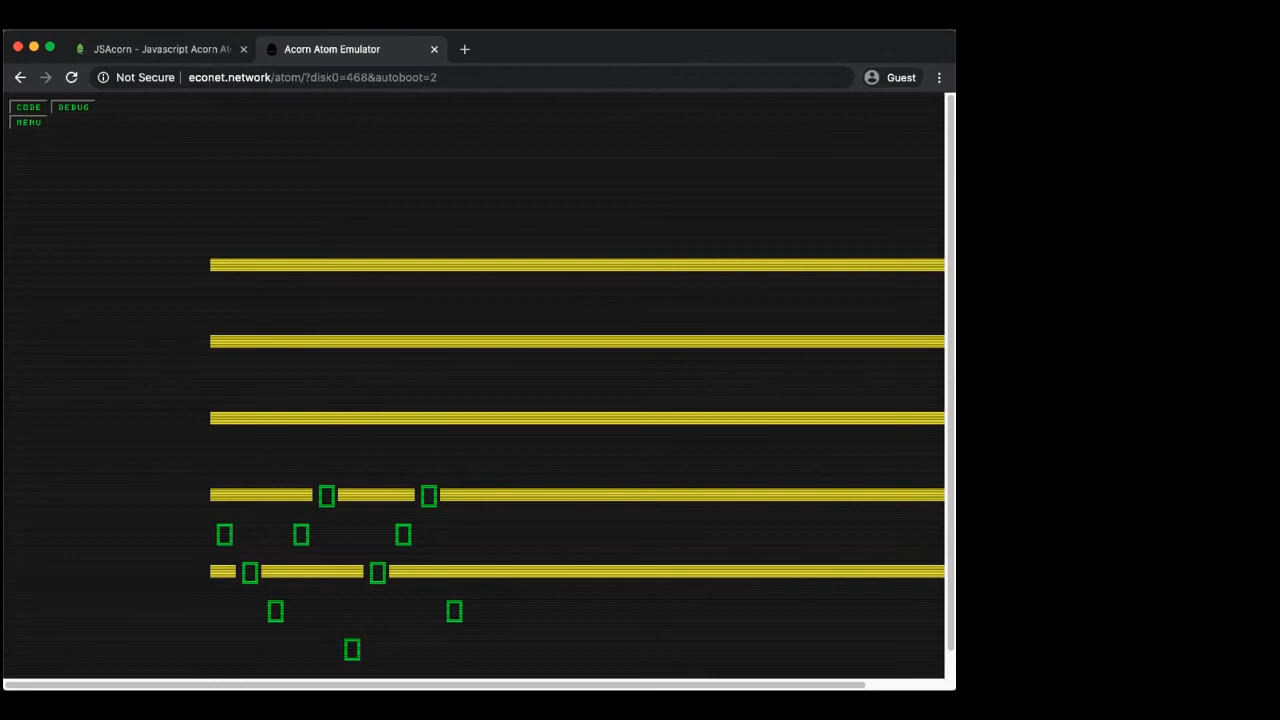 JSAcorn - Javascript Acorn At
Acorn Atom Emulator
Not Secure
econet.network/atom/?disk0=468&autoboot=2
Guest
CODE DEBUG
MENU